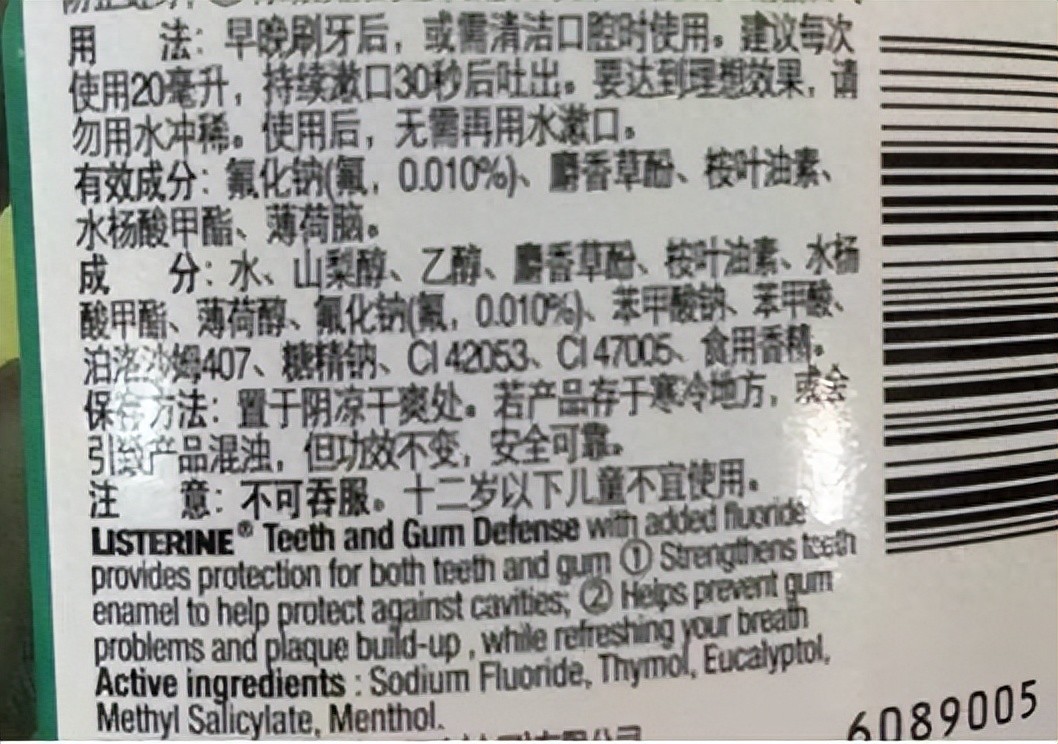 用 法：早晚刷牙后，或需清洁口腔时使用。建议每次
使用20毫升，持续漱口30秒后吐出。要达到理想效果，请
勿用水冲稀。使用后，无需再用水漱口。
有效成分：氟化钠(氟，0.010%)、麝香草酚、桉叶油素、
水杨酸甲酯、薄荷脑。
成 分：水、山梨醇、乙醇、麝香草酚、桉叶油素、水杨
酸甲酯、薄荷醇、氟化钠(氟，0.010%)、苯甲酸钠、苯甲酸、
泊洛沙姆407、糖精钠、CI 42053、CI 47005、食用香精。
保存方法：置于阴凉干爽处。若产品存于寒冷地方，或会
引致产品混浊，但功效不变，安全可靠。
注 意：不可吞服。十二岁以下儿童不宜使用。
LISTERINE® Teeth and Gum Defense with added fluoride
provides protection for both teeth and gum ① Strengthens teeth
enamel to help protect against cavities; ② Helps prevent gum
problems and plaque build-up , while refreshing your breath
Active ingredients : Sodium Fluoride, Thymol, Eucalyptol,
Methyl Salicylate, Menthol.
6089005